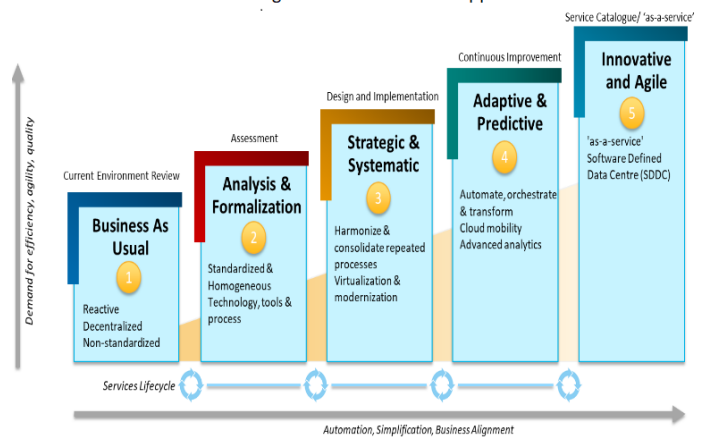 Service Catalogue/ 'as-a-service'
Continuous Improvement
Design and Implementation
Assessment
Current Environment Review
Innovative
and Agile
5
'as-a-service'
Software Defined
Data Centre (SDDC)
Adaptive &
Predictive
4
Automate, orchestrate
& transform
Cloud mobility
Advanced analytics
Strategic &
Systematic
3
Harmonize &
consolidate repeated
processes
Virtualization &
modernization
Analysis &
Formalization
2
Standardized &
Homogeneous
Technology, tools &
process
Business As
Usual
1
Reactive
Decentralized
Non-standardized
Demand for efficiency, agility, quality
Services Lifecycle
Automation, Simplification, Business Alignment